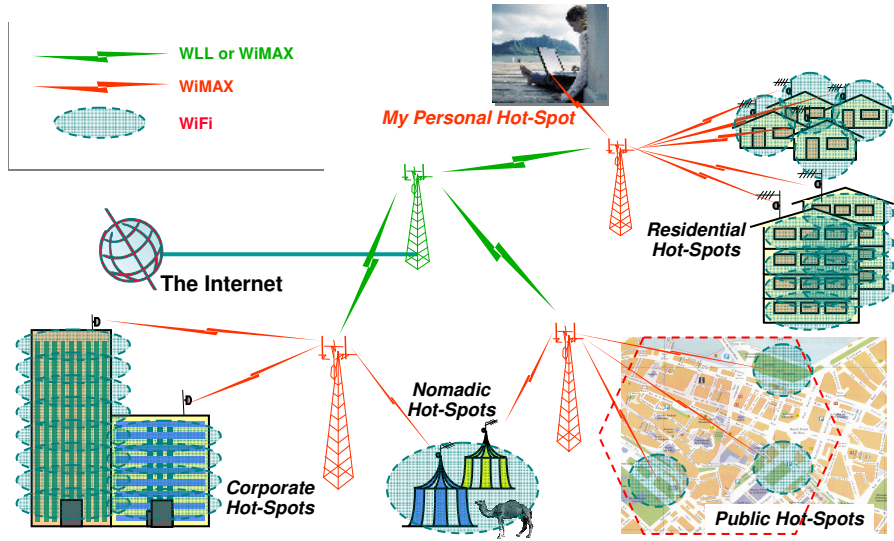 WLL or WiMAX
WiMAX
WiFi
My Personal Hot-Spot
Residential
Hot-Spots
The Internet
Nomadic
Hot-Spots
Corporate
Hot-Spots
Public Hot-Spots